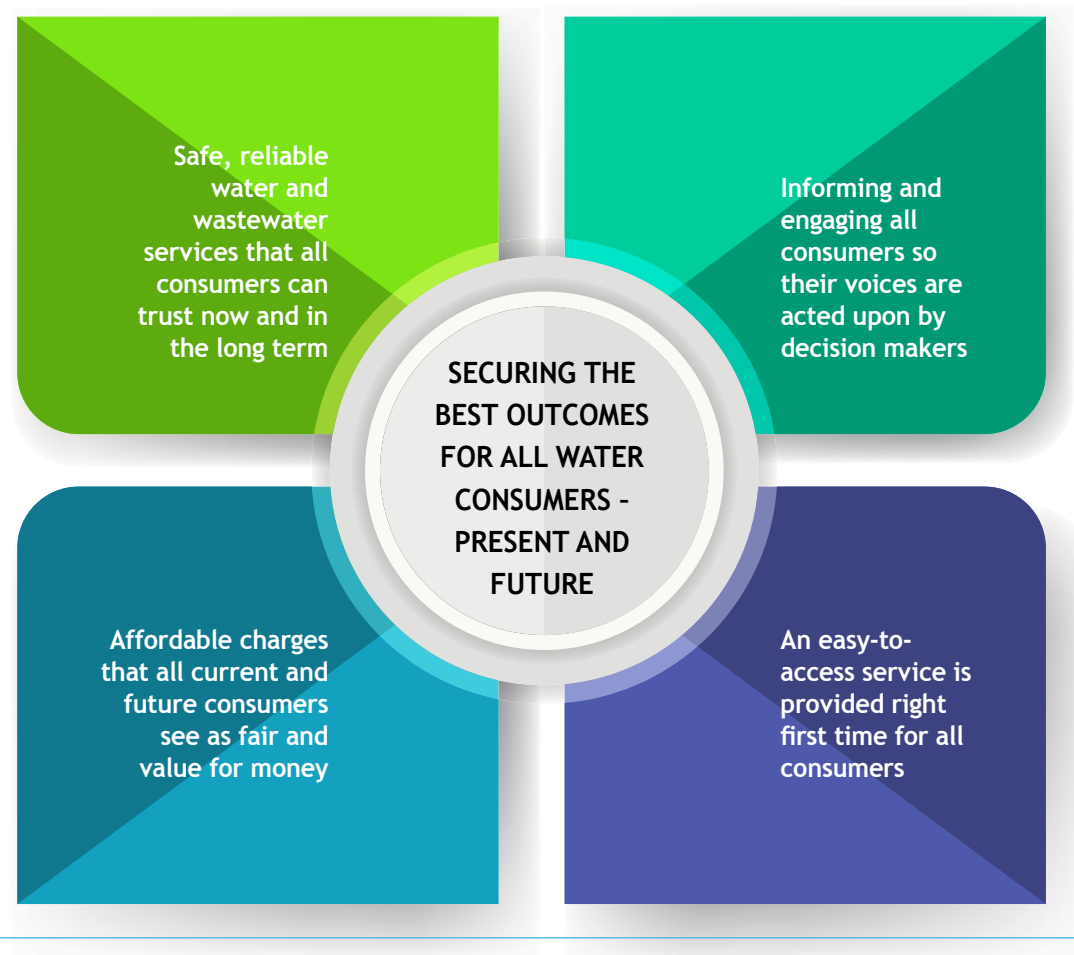 Safe, reliable
water and
wastewater
services that all
consumers can
trust now and in
the long term
Informing and
engaging all
consumers so
their voices are
acted upon by
decision makers
SECURING THE
BEST OUTCOMES
FOR ALL WATER
CONSUMERS –
PRESENT AND
FUTURE
Affordable charges
that all current and
future consumers
see as fair and
value for money
An easy-to-
access service is
provided right
first time for all
consumers